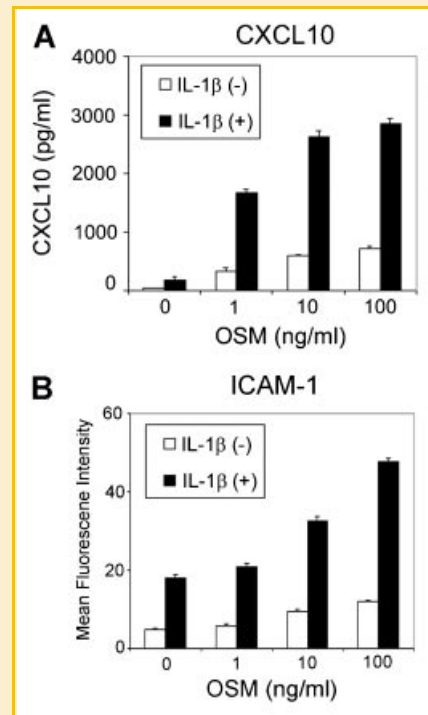 A
CXCL10
CXCL10 (pg/ml)
4000
3000
2000
1000
0
IL-1β (-)
IL-1β (+)
0 1 10 100
OSM (ng/ml)
B
ICAM-1
Mean Fluorescene Intensity
60
40
20
0
IL-1β (-)
IL-1β (+)
0 1 10 100
OSM (ng/ml)